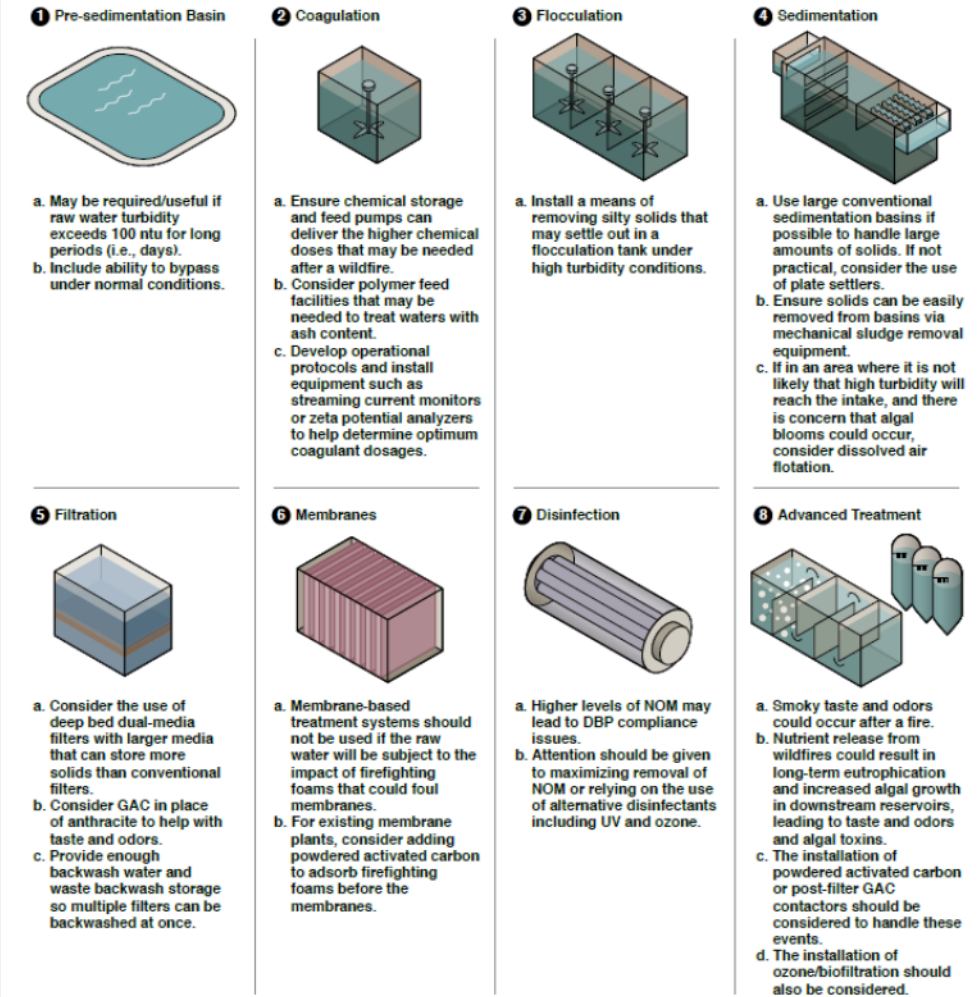 1 Pre-sedimentation Basin
a. May be required/useful if
raw water turbidity
exceeds 100 ntu for long
periods (i.e., days).
b. Include ability to bypass
under normal conditions.
2 Coagulation
a. Ensure chemical storage
and feed pumps can
deliver the higher chemical
doses that may be needed
after a wildfire.
b. Consider polymer feed
facilities that may be
needed to treat waters with
ash content.
c. Develop operational
protocols and install
equipment such as
streaming current monitors
or zeta potential analyzers
to help determine optimum
coagulant dosages.
3 Flocculation
a. Install a means of
removing silty solids that
may settle out in a
flocculation tank under
high turbidity conditions.
4 Sedimentation
a. Use large conventional
sedimentation basins if
possible to handle large
amounts of solids. If not
practical, consider the use
of plate settlers.
b. Ensure solids can be easily
removed from basins via
mechanical sludge removal
equipment.
c. If in an area where it is not
likely that high turbidity will
reach the intake, and there
is concern that algal
blooms could occur,
consider dissolved air
flotation.
5 Filtration
a. Consider the use of
deep bed dual-media
filters with larger media
that can store more
solids than conventional
filters.
b. Consider GAC in place
of anthracite to help with
taste and odors.
c. Provide enough
backwash water and
waste backwash storage
so multiple filters can be
backwashed at once.
6 Membranes
a. Membrane-based
treatment systems should
not be used if the raw
water will be subject to the
impact of firefighting
foams that could foul
membranes.
b. For existing membrane
plants, consider adding
powdered activated carbon
to adsorb firefighting
foams before the
membranes.
7 Disinfection
a. Higher levels of NOM may
lead to DBP compliance
issues.
b. Attention should be given
to maximizing removal of
NOM or relying on the use
of alternative disinfectants
including UV and ozone.
8 Advanced Treatment
a. Smoky taste and odors
could occur after a fire.
b. Nutrient release from
wildfires could result in
long-term eutrophication
and increased algal growth
in downstream reservoirs,
leading to taste and odors
and algal toxins.
c. The installation of
powdered activated carbon
or post-filter GAC
contactors should be
considered to handle these
events.
d. The installation of
ozone/biofiltration should
also be considered.